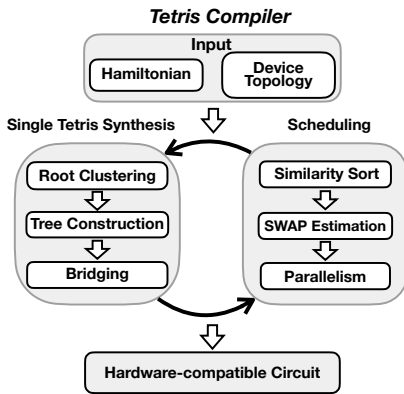 Tetris Compiler
Input
Hamiltonian
Device
Topology
Single Tetris Synthesis
Scheduling
Root Clustering
Tree Construction
Bridging
Similarity Sort
SWAP Estimation
Parallelism
Hardware-compatible Circuit